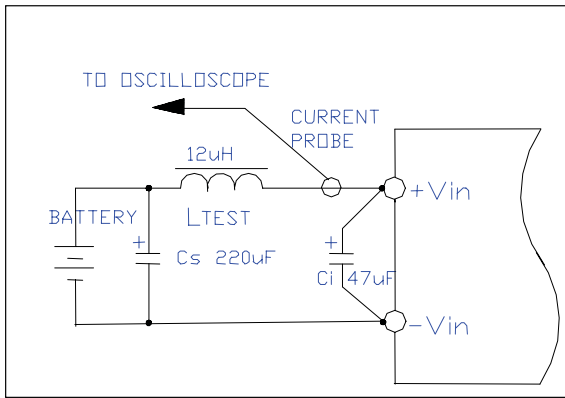 TO OSCILLOSCOPE
CURRENT
PROBE
12uH
+Vin
BATTERY
LTEST
+
+
Cs 220uF
Ci 47uF
-Vin